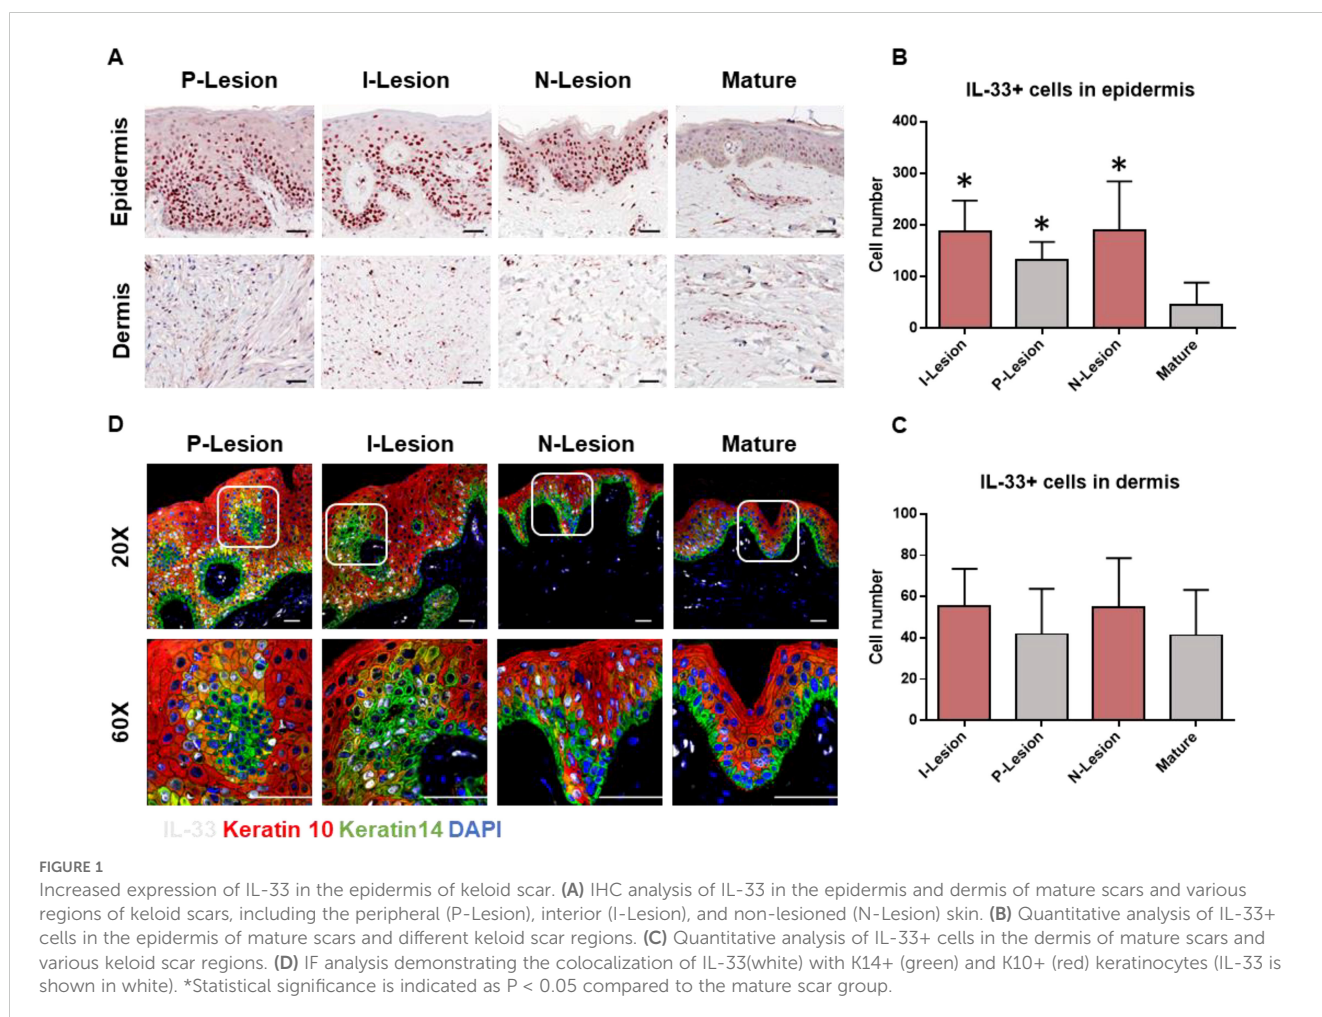 A
P-Lesion
I-Lesion
N-Lesion
Mature
Epidermis
Dermis
B
IL-33+ cells in epidermis
Cell number
400
300
200
100
0
*
*
*
I-Lesion
P-Lesion
N-Lesion
Mature
D
P-Lesion
I-Lesion
N-Lesion
Mature
20X
60X
IL-33 Keratin 10 Keratin14 DAPI
C
IL-33+ cells in dermis
Cell number
100
80
60
40
20
0
I-Lesion
P-Lesion
N-Lesion
Mature
FIGURE 1
Increased expression of IL-33 in the epidermis of keloid scar. (A) IHC analysis of IL-33 in the epidermis and dermis of mature scars and various
regions of keloid scars, including the peripheral (P-Lesion), interior (I-Lesion), and non-lesioned (N-Lesion) skin. (B) Quantitative analysis of IL-33+
cells in the epidermis of mature scars and different keloid scar regions. (C) Quantitative analysis of IL-33+ cells in the dermis of mature scars and
various keloid scar regions. (D) IF analysis demonstrating the colocalization of IL-33(white) with K14+ (green) and K10+ (red) keratinocytes (IL-33 is
shown in white). *Statistical significance is indicated as P < 0.05 compared to the mature scar group.